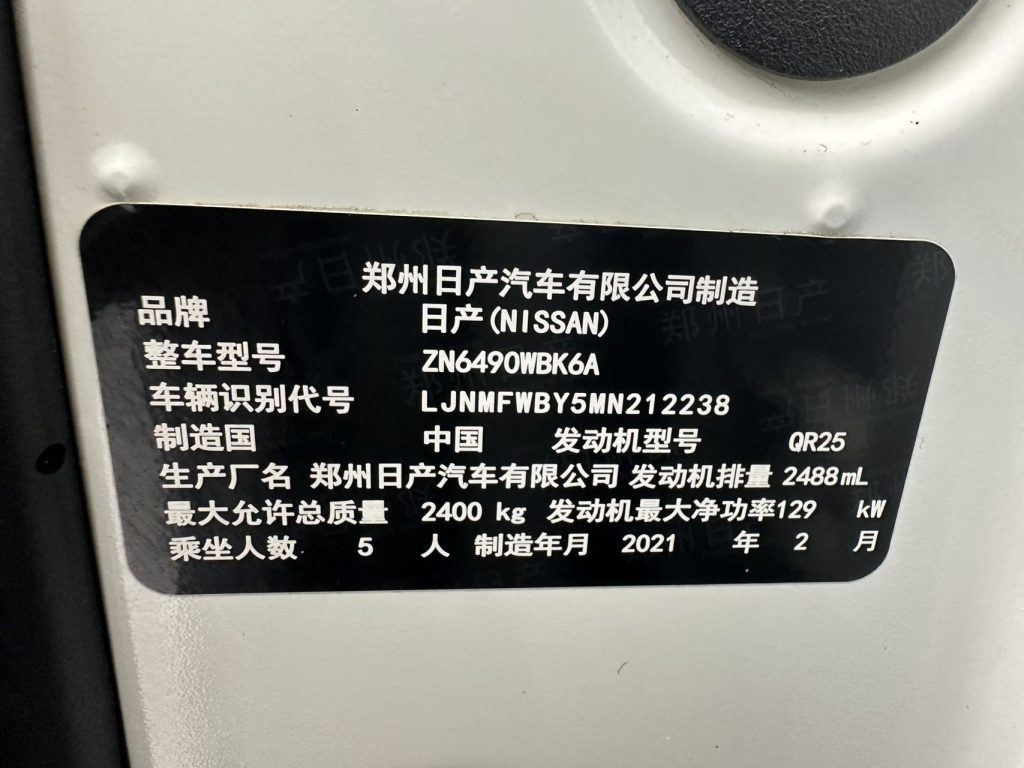 郑州日产汽车有限公司制造
品牌 日产(NISSAN)
整车型号 ZN6490WBK6A
车辆识别代号 LJNMFWBY5MN212238
制造国 中国 发动机型号 QR25
生产厂名 郑州日产汽车有限公司 发动机排量 2488mL
最大允许总质量 2400 kg 发动机最大净功率129 kW
乘坐人数 5 人 制造年月 2021 年 2 月